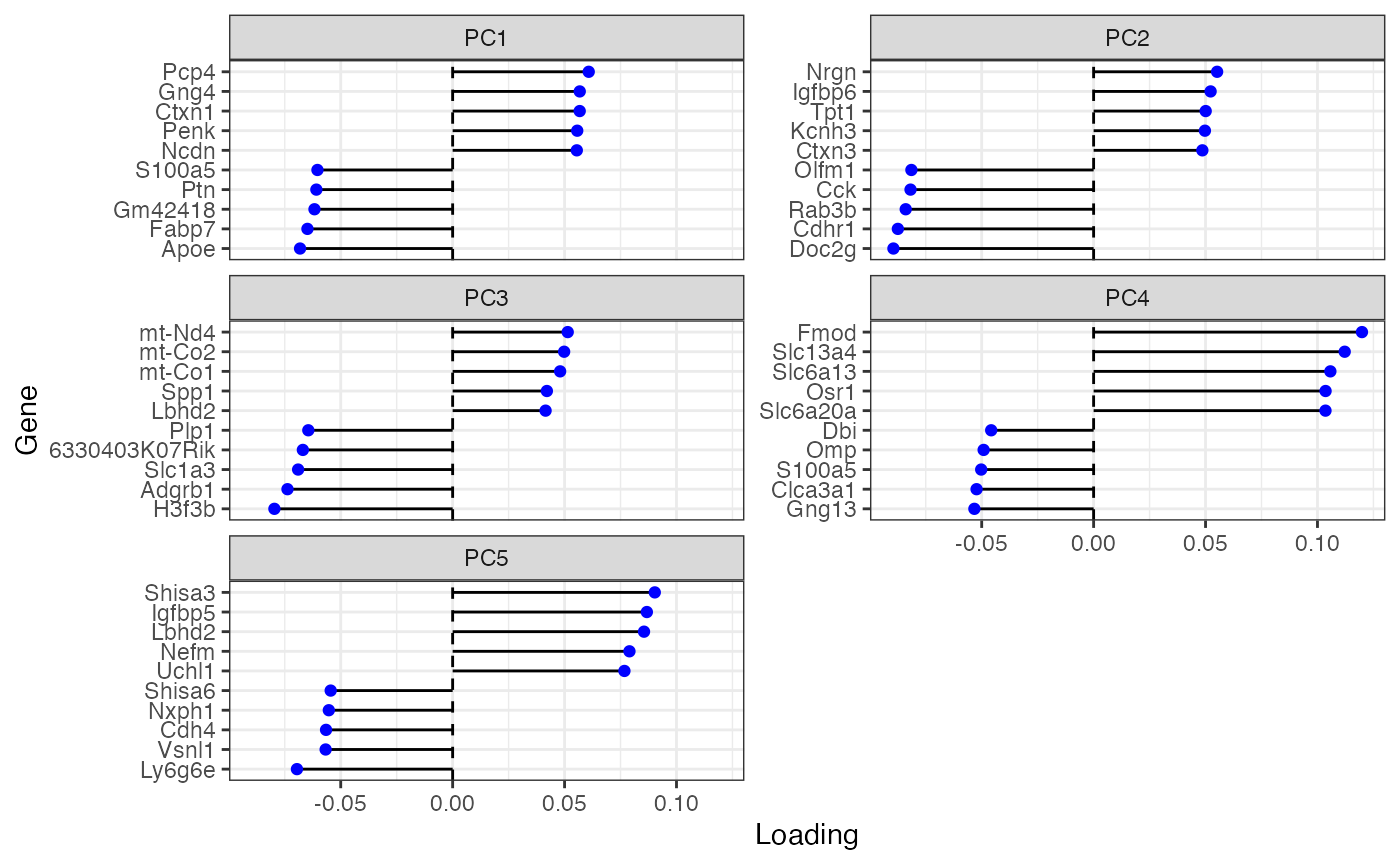 PC1
Pcp4
Gng4
Ctxn1
Penk
Ncdn
S100a5
Ptn
Gm42418
Fabp7
Apoe
PC2
Nrgn
Igfbp6
Tpt1
Kcnh3
Ctxn3
Olfm1
Cck
Rab3b
Cdhr1
Doc2g
PC3
mt-Nd4
mt-Co2
mt-Co1
Spp1
Lbhd2
Plp1
6330403K07Rik
Slc1a3
Adgrb1
H3f3b
PC4
Fmod
Slc13a4
Slc6a13
Osr1
Slc6a20a
Dbi
Omp
S100a5
Clca3a1
Gng13
-0.05 0.00 0.05 0.10
PC5
Shisa3
Igfbp5
Lbhd2
Nefm
Uchl1
Shisa6
Nxph1
Cdh4
Vsnl1
Ly6g6e
-0.05 0.00 0.05 0.10
Gene
Loading